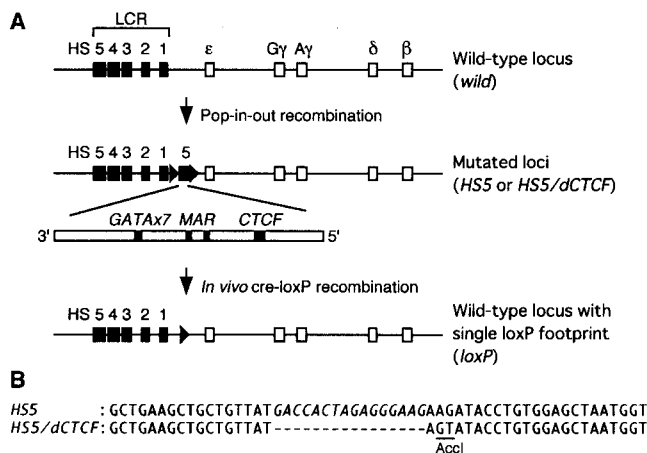 A
LCR
HS 5 4 3 2 1 ε Gγ Aγ δ β
Wild-type locus
(wild)
Pop-in-out recombination
HS 5 4 3 2 1 5
Mutated loci
(HS5 or HS5/dCTCF)
GATAx7 MAR CTCF
3' 5'
In vivo cre-loxP recombination
HS 5 4 3 2 1
Wild-type locus with
single loxP footprint
(loxP)
B
HS5 :GCTGAAGCTGCTGTTATGACCACTAGAGGGAAGAAGATACCTGTGGAGCTAATGGT
HS5/dCTCF:GCTGAAGCTGCTGTTAT----------------AGTATACCTGTGGAGCTAATGGT
AccI